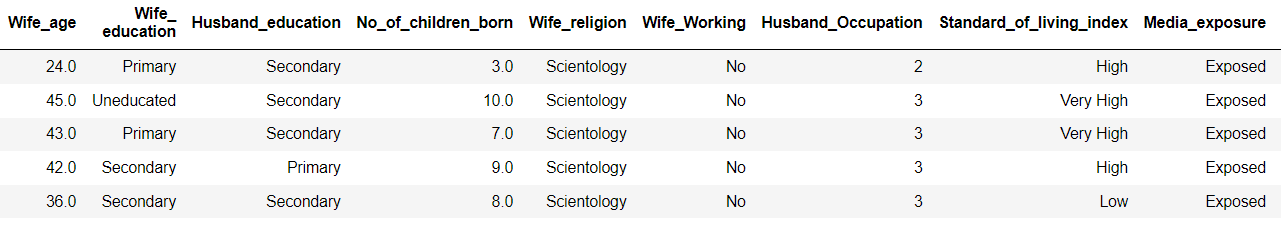 Wife_age Wife_education Husband_education No_of_children_born Wife_religion Wife_Working Husband_Occupation Standard_of_living_index Media_exposure
24.0 Primary Secondary 3.0 Scientology No 2 High Exposed
45.0 Uneducated Secondary 10.0 Scientology No 3 Very High Exposed
43.0 Primary Secondary 7.0 Scientology No 3 Very High Exposed
42.0 Secondary Primary 9.0 Scientology No 3 High Exposed
36.0 Secondary Secondary 8.0 Scientology No 3 Low Exposed